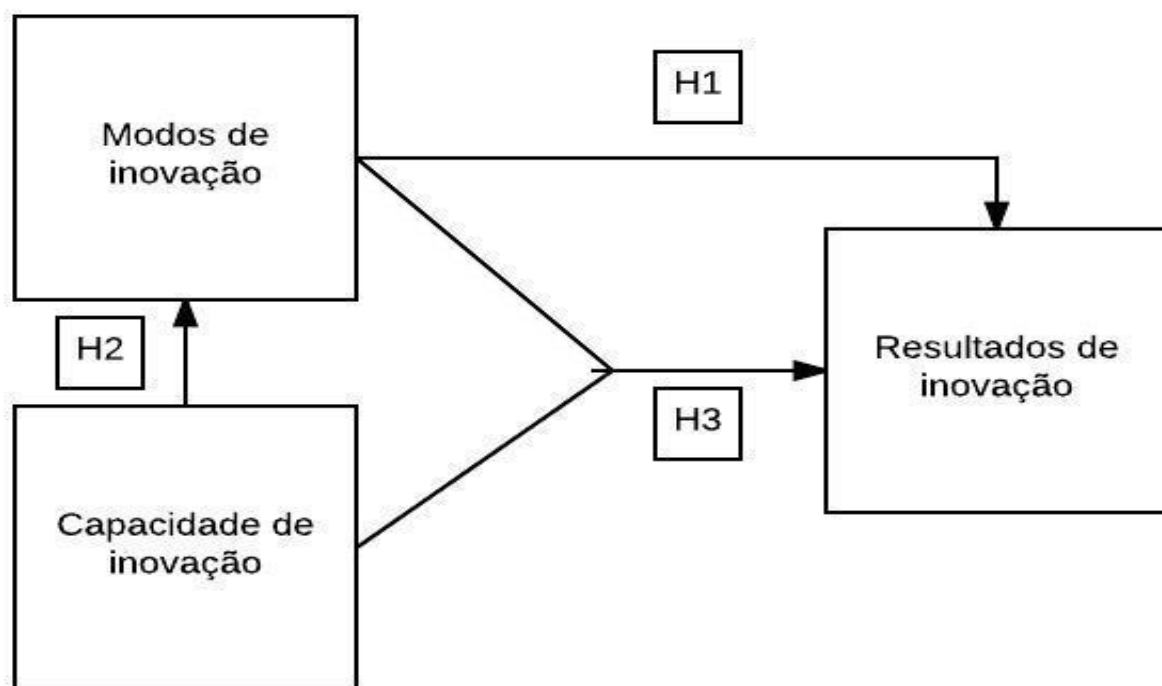 Modos de
inovação
H1
H2
Resultados de
inovação
H3
Capacidade de
inovação